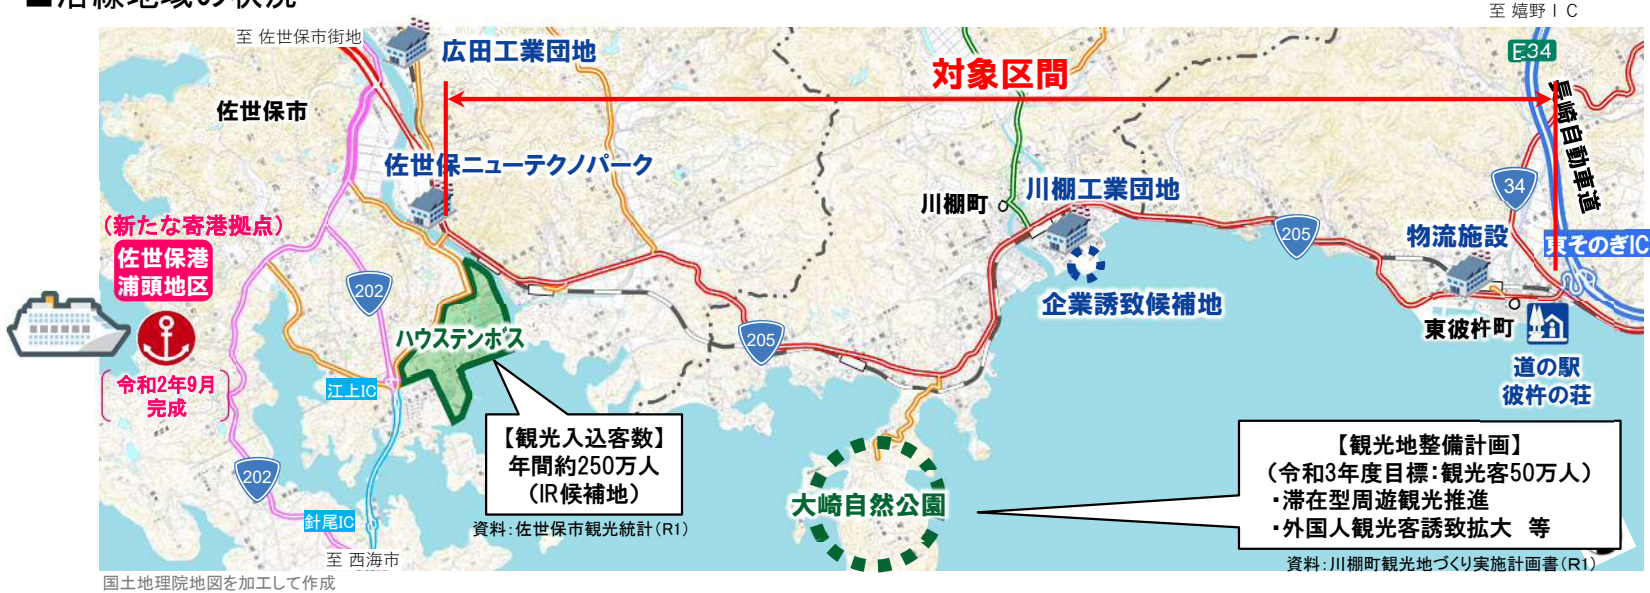 ■沿線地域の状況
至 嬉野ＩＣ
至 佐世保市街地
広田工業団地
対象区間
E34
長崎自動車道
佐世保市
佐世保ニューテクノパーク
川棚町
川棚工業団地
34
205
物流施設
東そのぎIC
(新たな寄港拠点)
佐世保港
浦頭地区
202
企業誘致候補地
東彼杵町
ハウステンボス
205
道の駅
彼杵の荘
令和2年9月
完成
江上IC
【観光入込客数】
年間約250万人
(IR候補地)
資料:佐世保市観光統計(R1)
202
針尾IC
至 西海市
大崎自然公園
【観光地整備計画】
(令和3年度目標:観光客50万人)
・滞在型周遊観光推進
・外国人観光客誘致拡大 等
資料:川棚町観光地づくり実施計画書(R1)
国土地理院地図を加工して作成